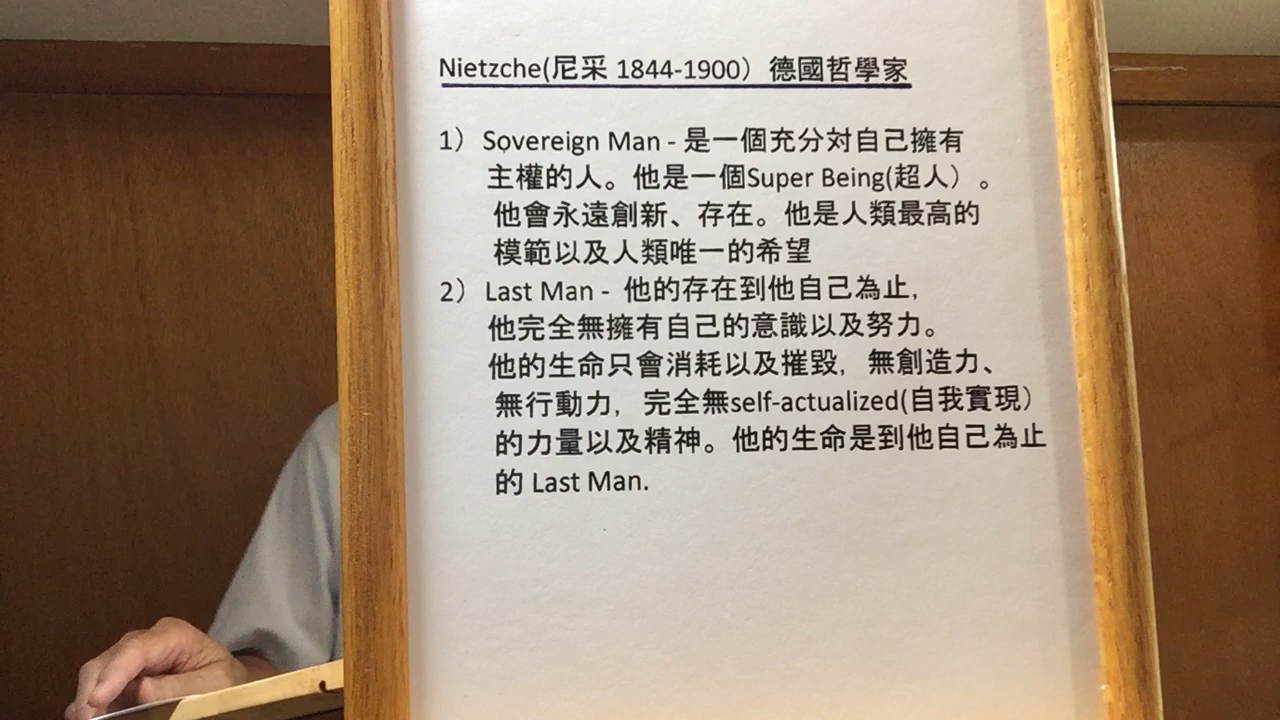 Nietzche(尼采 1844-1900）德國哲學家
1）Sovereign Man - 是一個充分対自己擁有
主權的人。他是一個Super Being(超人）。
他會永遠創新、存在。他是人類最高的
模範以及人類唯一的希望
2）Last Man - 他的存在到他自己為止，
他完全無擁有自己的意識以及努力。
他的生命只會消耗以及摧毀，無創造力、
無行動力，完全無self-actualized(自我實現）
的力量以及精神。他的生命是到他自己為止
的 Last Man.